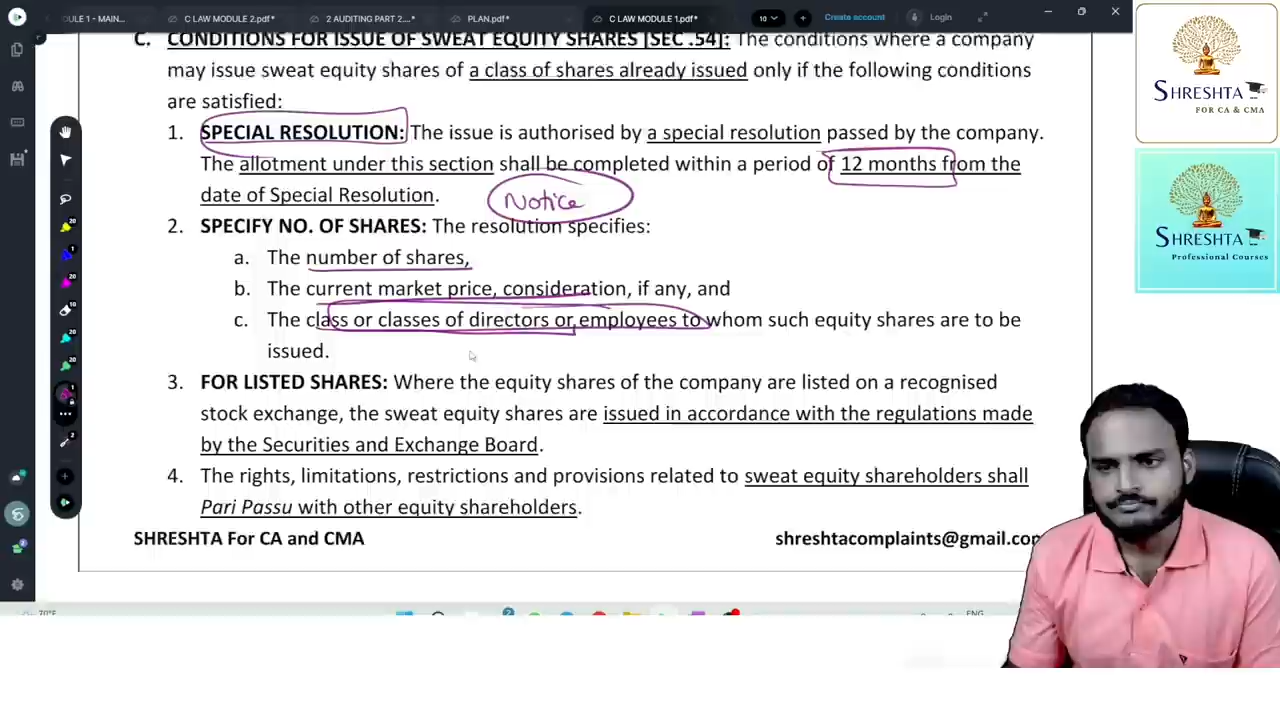 ULE 1 - MAIN...
C LAW MODULE 2.pdf*
2 AUDITING PART 2....*
PLAN.pdf*
C LAW MODULE 1.pdf*
10
Create account
Login
C. CONDITIONS FOR ISSUE OF SWEAT EQUITY SHARES [SEC .54]: The conditions where a company
may issue sweat equity shares of a class of shares already issued only if the following conditions
are satisfied:
1. SPECIAL RESOLUTION: The issue is authorised by a special resolution passed by the company.
The allotment under this section shall be completed within a period of 12 months from the
date of Special Resolution.
Notice
2. SPECIFY NO. OF SHARES: The resolution specifies:
a. The number of shares,
b. The current market price, consideration, if any, and
c. The class or classes of directors or employees to whom such equity shares are to be
issued.
3. FOR LISTED SHARES: Where the equity shares of the company are listed on a recognised
stock exchange, the sweat equity shares are issued in accordance with the regulations made
by the Securities and Exchange Board.
4. The rights, limitations, restrictions and provisions related to sweat equity shareholders shall
Pari Passu with other equity shareholders.
SHRESHTA For CA and CMA
shreshtacomplaints@gmail.co
70°F
ENG
SHRESHTA
FOR CA & CMA
SHRESHTA
Professional Courses